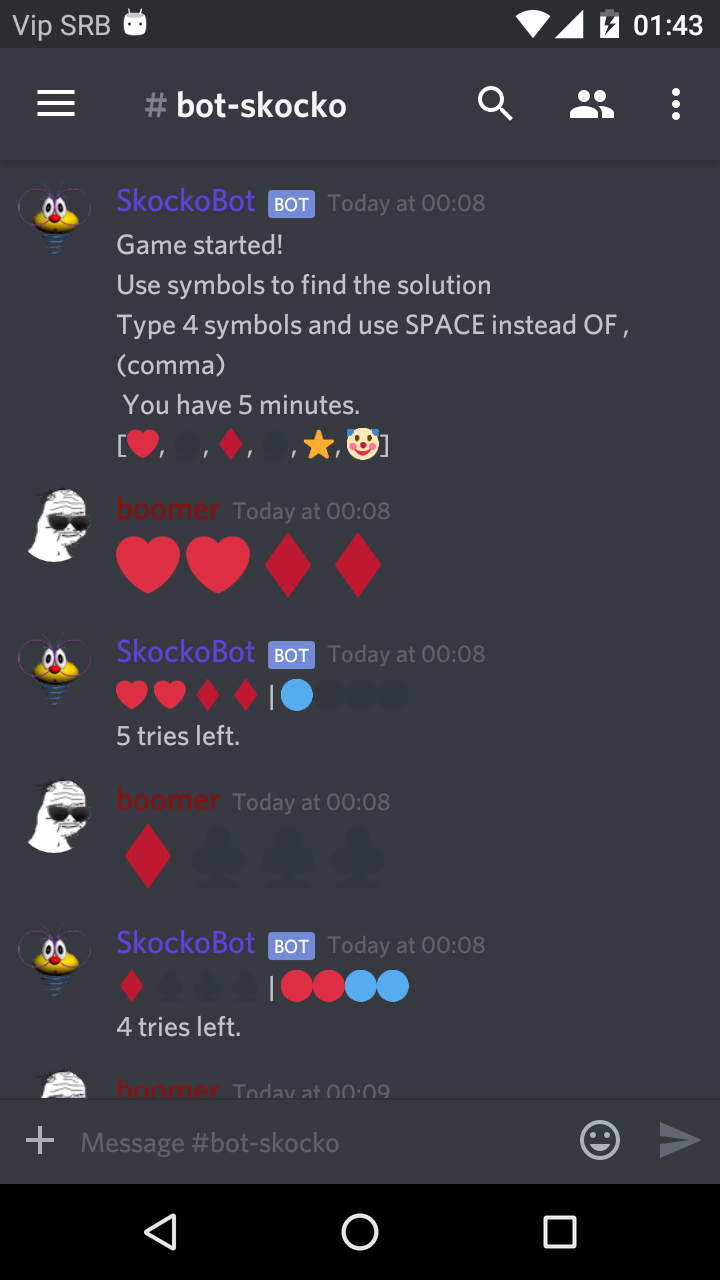 Vip SRB 01:43
# bot-skocko
SkockoBot BOT Today at 00:08
Game started!
Use symbols to find the solution
Type 4 symbols and use SPACE instead OF ,
(comma)
You have 5 minutes.
[❤️, ♣️, ♦️, ♣️, ⭐, 🤡]
boomer Today at 00:08
❤️❤️♦️♦️
SkockoBot BOT Today at 00:08
❤️❤️♦️♦️ | 🔵⚫⚫⚫
5 tries left.
boomer Today at 00:08
♦️♣️♣️♣️
SkockoBot BOT Today at 00:08
♦️♣️♣️♣️ | 🔴🔴🔵🔵
4 tries left.
boomer Today at 00:09
Message #bot-skocko